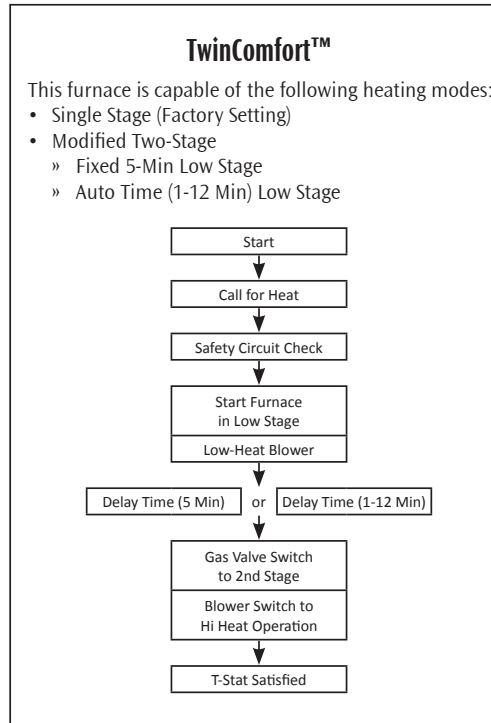 TwinComfort™
This furnace is capable of the following heating modes:
• Single Stage (Factory Setting)
• Modified Two-Stage
» Fixed 5-Min Low Stage
» Auto Time (1-12 Min) Low Stage
Start
Call for Heat
Safety Circuit Check
Start Furnace
in Low Stage
Low-Heat Blower
Delay Time (5 Min) or Delay Time (1-12 Min)
Gas Valve Switch
to 2nd Stage
Blower Switch to
Hi Heat Operation
T-Stat Satisfied